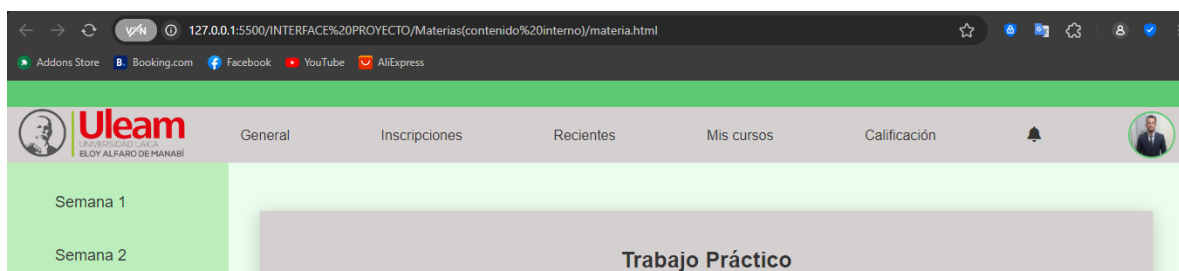 VPN 127.0.0.1:5500/INTERFACE%20PROYECTO/Materias(contenido%20interno)/materia.html
Addons Store B. Booking.com Facebook YouTube AliExpress
Uleam
UNIVERSIDAD LAICA
ELOY ALFARO DE MANABÍ
General Inscripciones Recientes Mis cursos Calificación
Semana 1
Semana 2
Trabajo Práctico